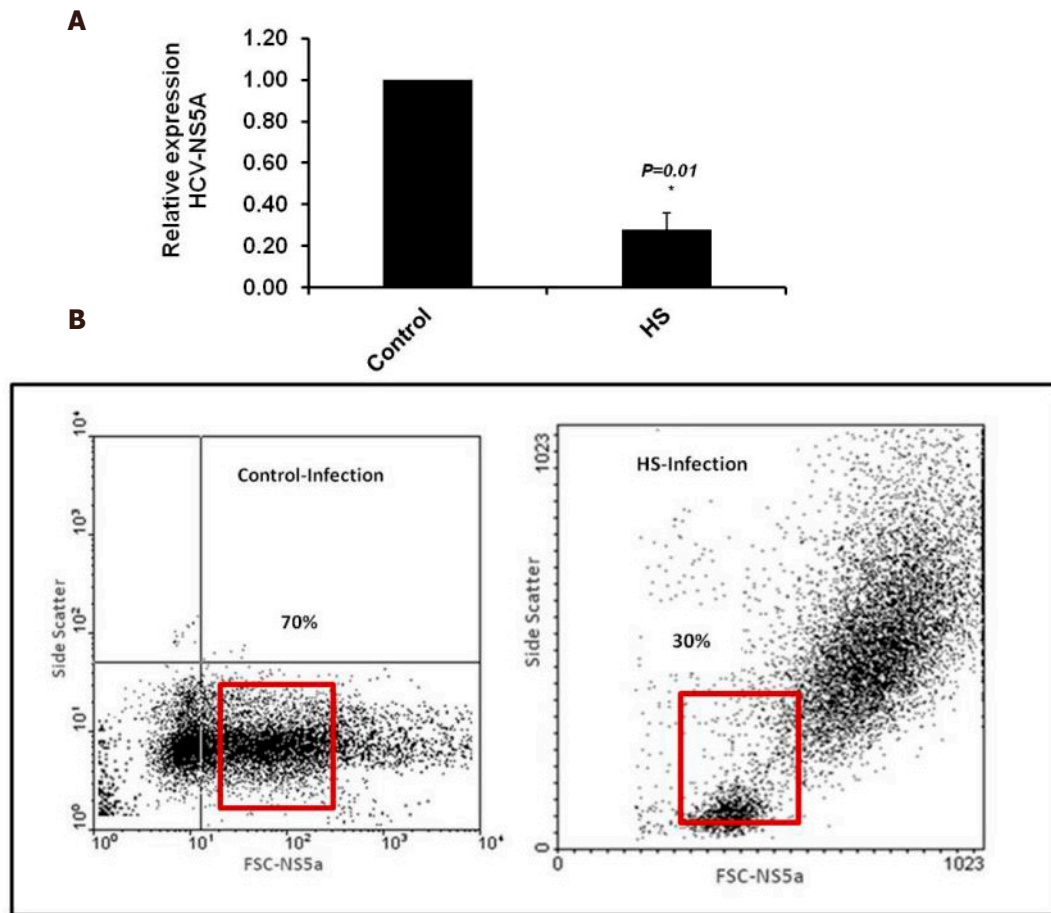 A
Relative expression
HCV-NS5A
1.20
1.00
0.80
0.60
0.40
0.20
0.00
P=0.01
*
Control
HS
B
Side Scatter
10⁴
10³
10²
10¹
10⁰
Control-Infection
70%
10⁰ 10¹ 10² 10³ 10⁴
FSC-NS5a
Side Scatter
1023
0
HS-Infection
30%
0 1023
FSC-NS5a